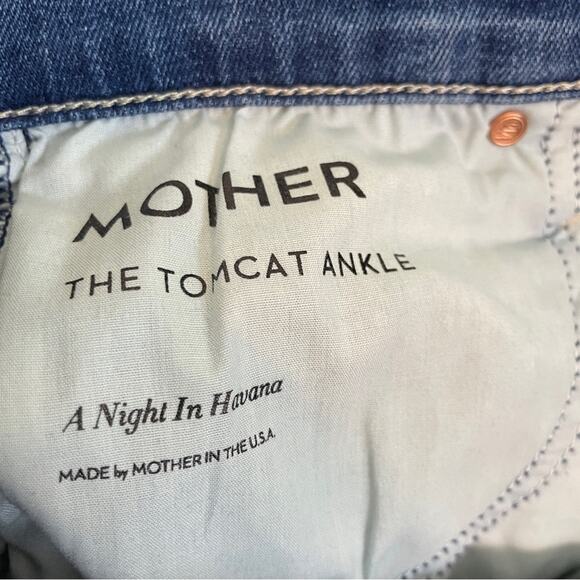 MOTHER
THE TOMCAT ANKLE
A Night In Havana
MADE by MOTHER IN THE U.S.A.